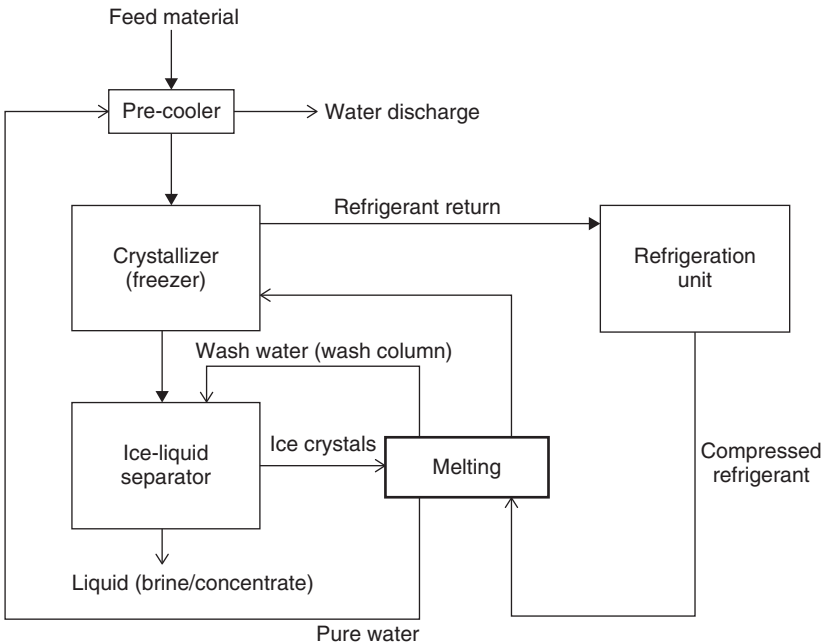 Feed material
Pre-cooler
Water discharge
Refrigerant return
Crystallizer
(freezer)
Refrigeration
unit
Wash water (wash column)
Ice-liquid
separator
Ice crystals
Melting
Compressed
refrigerant
Liquid (brine/concentrate)
Pure water